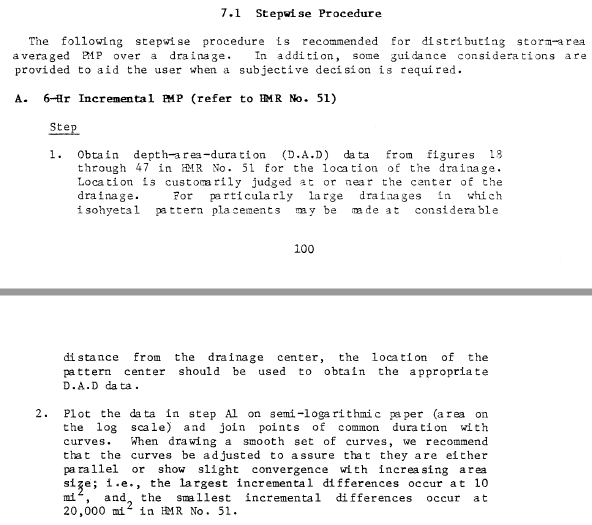 7.1 Stepwise Procedure
The following stepwise procedure is recommended for distributing storm-area
averaged PMP over a drainage. In addition, some guidance considerations are
provided to aid the user when a subjective decision is required.
A. 6-Hr Incremental PMP (refer to HMR No. 51)
Step
1. Obtain depth-area-duration (D.A.D) data from figures 18
through 47 in HMR No. 51 for the location of the drainage.
Location is customarily judged at or near the center of the
drainage. For particularly large drainages in which
isohyetal pattern placements may be made at considerable
100
distance from the drainage center, the location of the
pattern center should be used to obtain the appropriate
D.A.D data.
2. Plot the data in step A1 on semi-logarithmic paper (area on
the log scale) and join points of common duration with
curves. When drawing a smooth set of curves, we recommend
that the curves be adjusted to assure that they are either
parallel or show slight convergence with increasing area
size; i.e., the largest incremental differences occur at 10
mi², and the smallest incremental differences occur at
20,000 mi² in HMR No. 51.